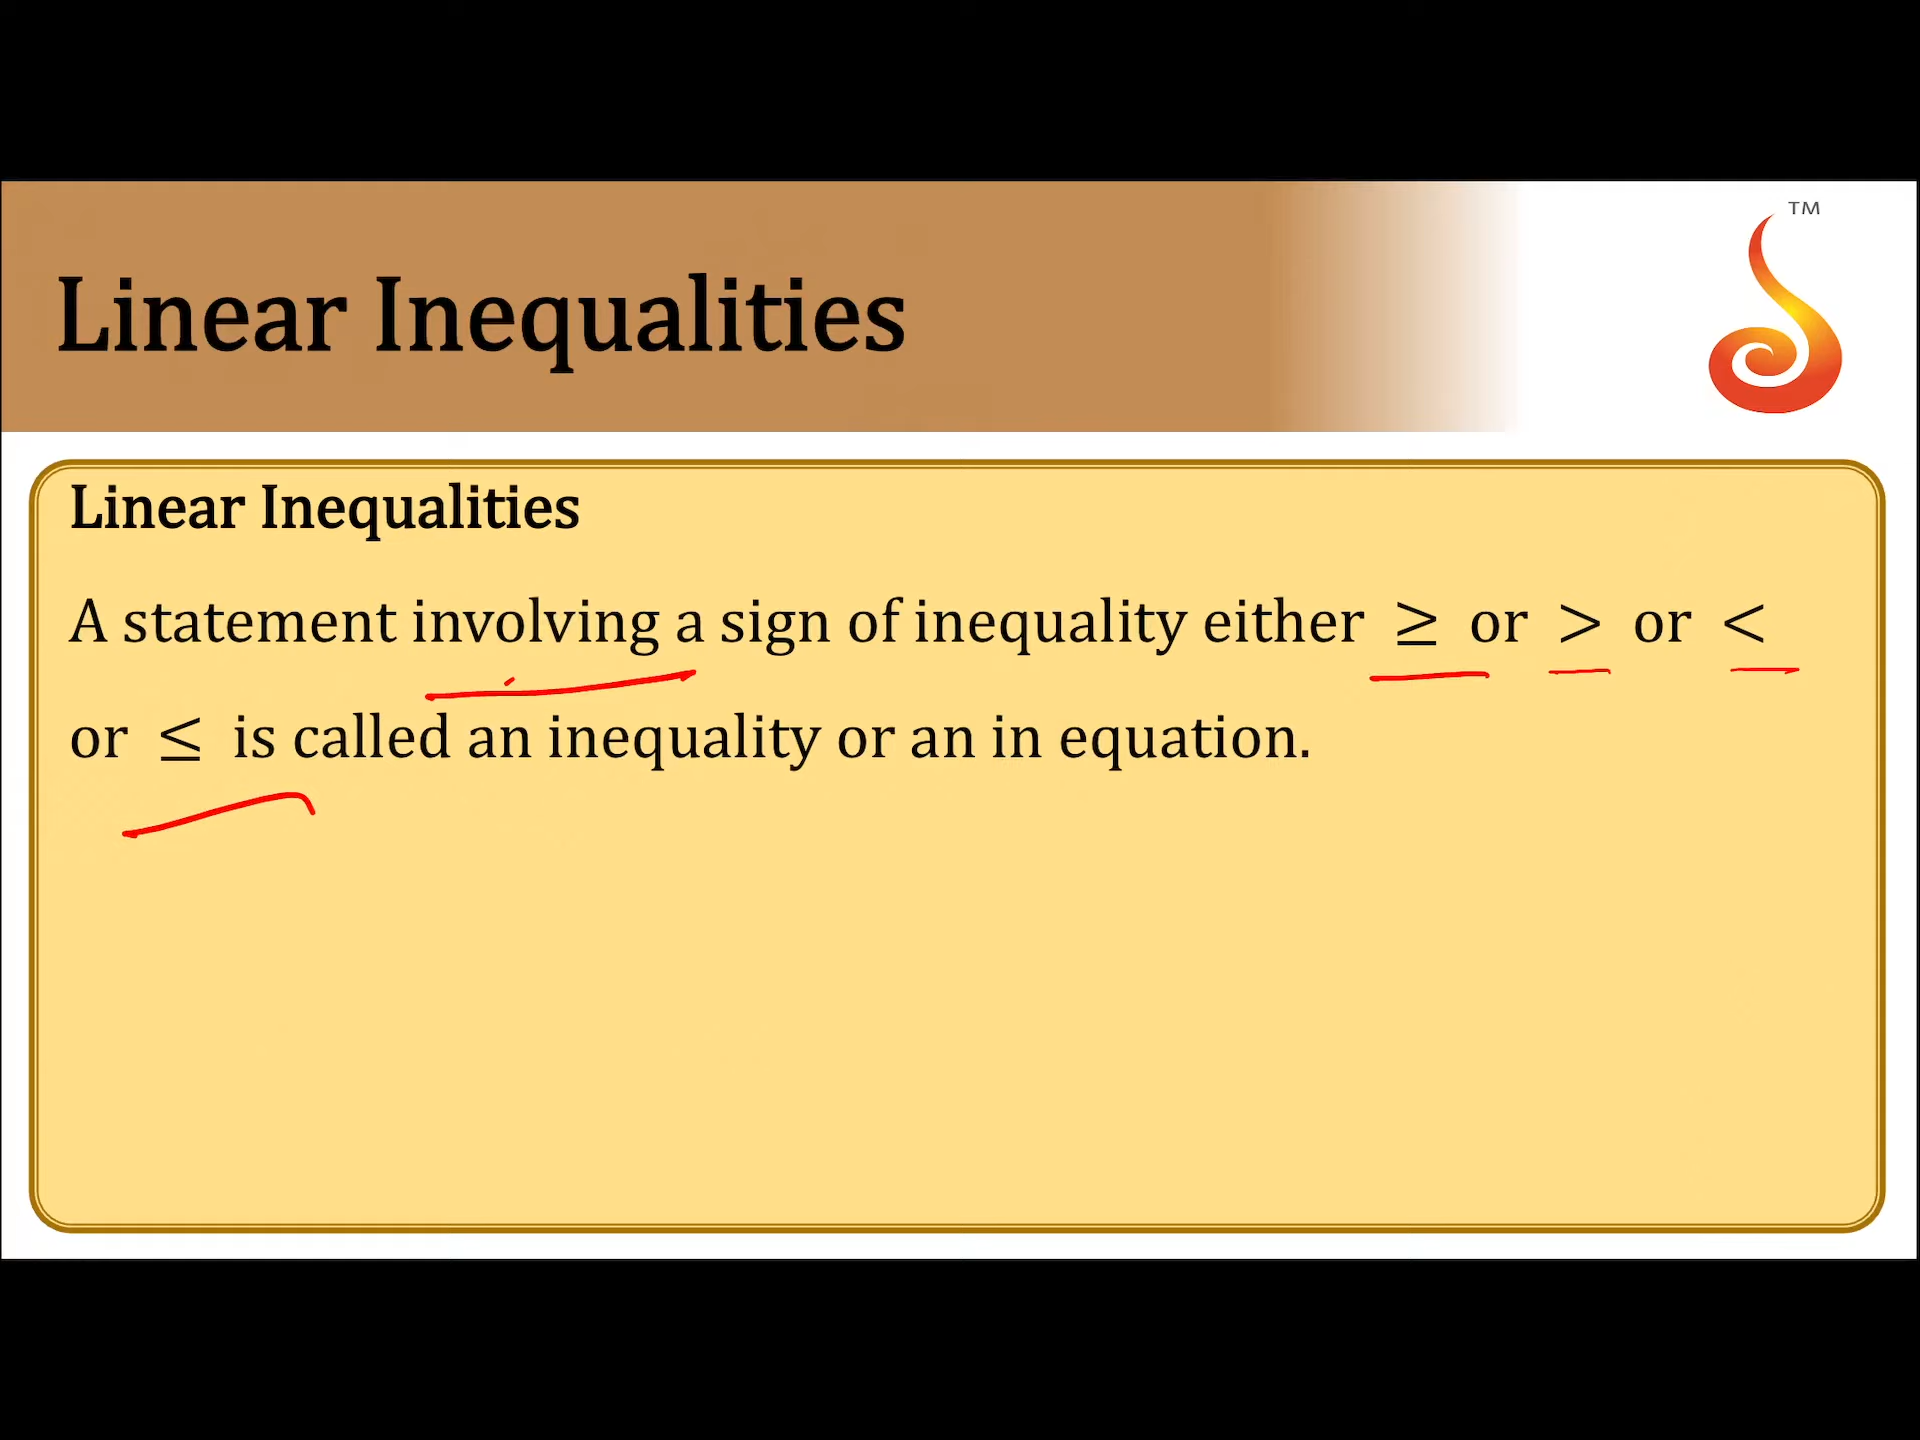 TM
Linear Inequalities
Linear Inequalities
A statement involving a sign of inequality either ≥ or > or <
or ≤ is called an inequality or an in equation.